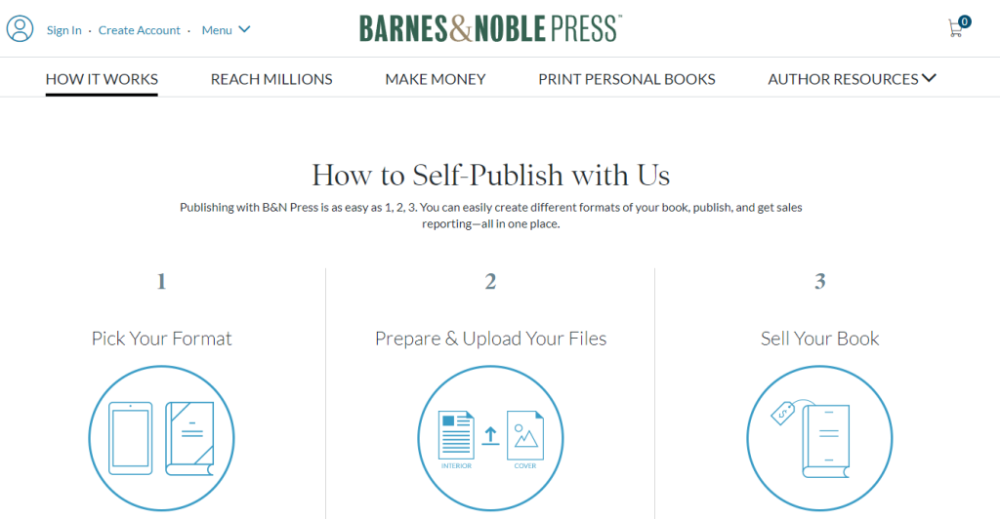 Sign In · Create Account · Menu
BARNES&NOBLE PRESS™
0
HOW IT WORKS
REACH MILLIONS
MAKE MONEY
PRINT PERSONAL BOOKS
AUTHOR RESOURCES
How to Self-Publish with Us
Publishing with B&N Press is as easy as 1, 2, 3. You can easily create different formats of your book, publish, and get sales
reporting—all in one place.
1
Pick Your Format
2
Prepare & Upload Your Files
INTERIOR
COVER
3
Sell Your Book
$